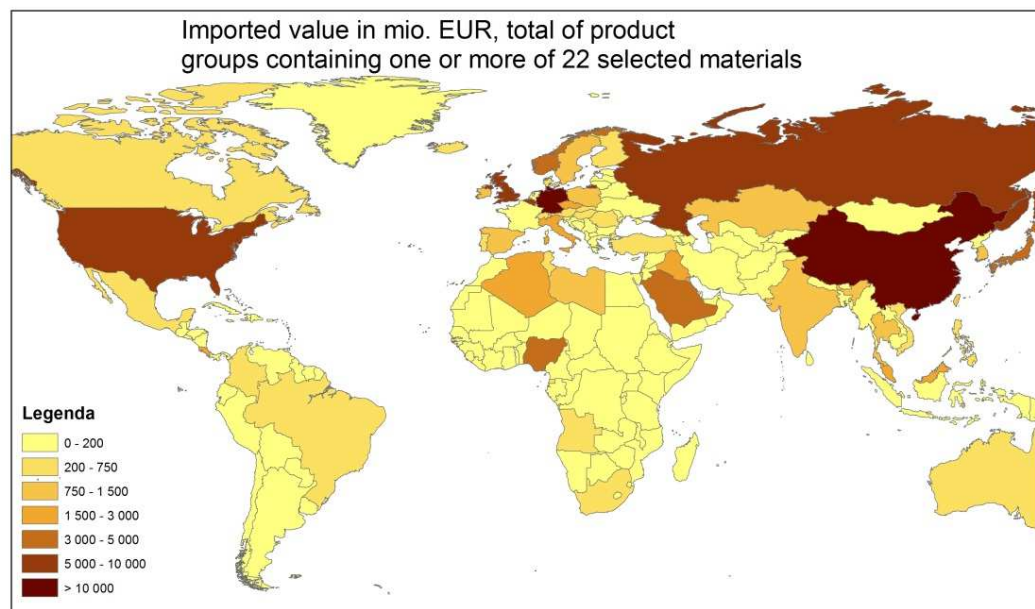 Imported value in mio. EUR, total of product
groups containing one or more of 22 selected materials
Legenda
0 - 200
200 - 750
750 - 1 500
1 500 - 3 000
3 000 - 5 000
5 000 - 10 000
> 10 000